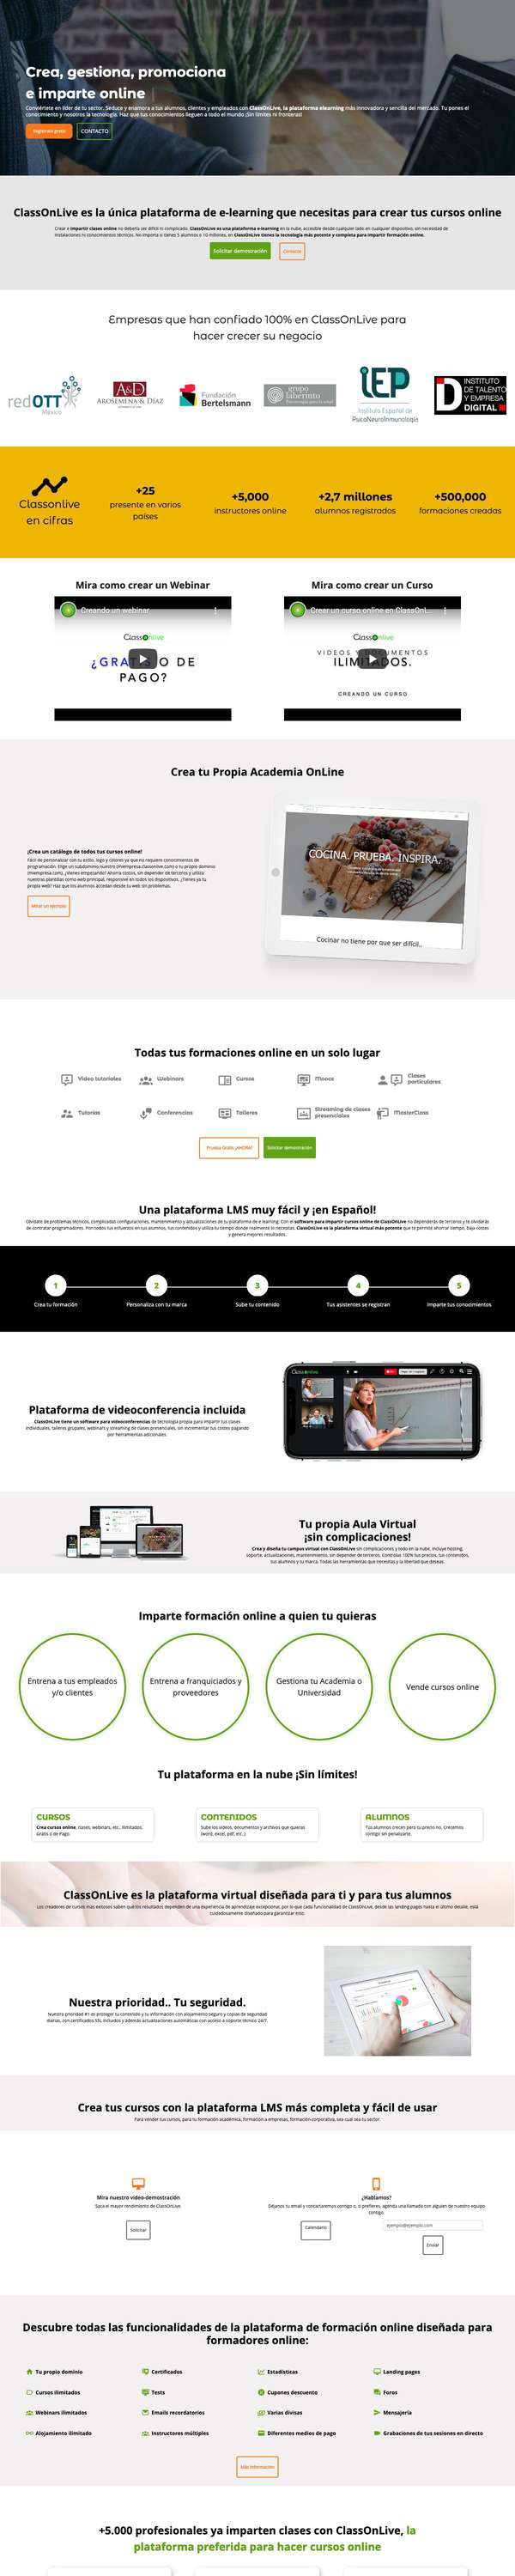 Crea, gestiona, promociona
e imparte online
Conviértete en líder de tu sector. Seduce y enamora a tus alumnos, clientes y empleados con ClassOnLive, la plataforma elearning más innovadora y sencilla del mercado. Tu pones el
conocimiento y nosotros la tecnología. Haz que tus conocimientos lleguen a todo el mundo ¡Sin límites ni fronteras!
Regístrate gratis CONTACTO
ClassOnLive es la única plataforma de e-learning que necesitas para crear tus cursos online
Crear e impartir clases online no debería ser difícil ni complicado. ClassOnLive es una plataforma e-learning en la nube, accesible desde cualquier lado en cualquier dispositivo, sin necesidad de
instalaciones ni conocimientos técnicos. No importa si tienes 5 alumnos o 10 millones, en ClassOnLive tienes la tecnología más potente y completa para impartir formación online.
Solicitar demostración Contacto
Empresas que han confiado 100% en ClassOnLive para
hacer crecer su negocio
redOTT
México
A&D
AROSEMENA & DÍAZ
Fundación
Bertelsmann
grupo
laberinto
IEP
Instituto Español de
PsicoNeuroInmunología
INSTITUTO
DE TALENTO
Y EMPRESA
DIGITAL
Classonlive
en cifras
+25
presente en varios
países
+5,000
instructores online
+2,7 millones
alumnos registrados
+500,000
formaciones creadas
Mira como crear un Webinar
Creando un webinar
Classonlive
¿GRATIS O DE
PAGO?
Mira como crear un Curso
Crear un curso online en ClassOnL...
Classonlive
VIDEOS Y DOCUMENTOS
ILIMITADOS.
CREANDO UN CURSO
Crea tu Propia Academia OnLine
¡Crea un catálogo de todos tus cursos online!
Fácil de personalizar con tu estilo, logo y colores ya que no requiere conocimientos de
programación. Elige un subdominio nuestro shoempresa.classonlive.com) o tu propio dominio
(miempresa.com). ¿Vienes empezando? Ahorra costos, sin depender de terceros y utiliza
nuestras plantillas como web principal, responsive en todos los dispositivos. ¿Tienes ya tu
propia web? Haz que tus alumnos accedan desde tu web sin problemas.
Mirar un ejemplo
COCINA. PRUEBA. INSPIRA.
Cocinar no tiene por que ser difícil..
Todas tus formaciones online en un solo lugar
Video tutoriales
Webinars
Cursos
Moocs
Clases
particulares
Tutorías
Conferencias
Talleres
Streaming de clases
presenciales
MasterClass
Prueba Gratis ¡Anótate! Solicitar demostración
Una plataforma LMS muy fácil y ¡en Español!
Olvídate de problemas técnicos, complicadas configuraciones, mantenimiento y actualizaciones de tu plataforma de e learning. Con el software para impartir cursos online de ClassOnLive no dependerás de terceros y te olvidarás
de contratar programadores. Pon todos tus esfuerzos en tus alumnos, tus contenidos y utiliza tu tiempo donde realmente lo necesitas. ClassOnLive es la plataforma virtual más potente que te permite ahorrar tiempo, bajo costes
y genera mejores resultados.
1
Crea tu formación
2
Personaliza con tu marca
3
Sube tu contenido
4
Tus asistentes se registran
5
Imparte tus conocimientos
Plataforma de videoconferencia incluida
ClassOnLive tiene un software para videoconferencias de tecnología propia para impartir tus clases
individuales, talleres grupales, webinars y streaming de clases presenciales, sin incrementar tus costes pagando
por herramientas adicionales.
Tu propia Aula Virtual
¡sin complicaciones!
Crea y diseña tu campus virtual con ClassOnLive sin complicaciones y todo en la nube. Incluye hosting,
soporte, actualizaciones, mantenimiento, sin depender de terceros. Controlas 100% tus precios, tus contenidos,
tus alumnos y tu marca. Todas las herramientas que necesitas y la libertad que deseas.
Imparte formación online a quien tu quieras
Entrena a tus empleados
y/o clientes
Entrena a franquiciados y
proveedores
Gestiona tu Academia o
Universidad
Vende cursos online
Tu plataforma en la nube ¡Sin límites!
CURSOS
Crea cursos online, clases, webinars, etc., ilimitados.
Gratis o de Pago.
CONTENIDOS
Sube los videos, documentos y archivos que quieras
(word, excel, pdf, etc..)
ALUMNOS
Tus alumnos crecen pero tu precio no. Crecemos
contigo sin penalizarte.
ClassOnLive es la plataforma virtual diseñada para ti y para tus alumnos
Los creadores de cursos más exitosos saben que los resultados dependen de una experiencia de aprendizaje excepcional, por lo que cada funcionalidad de ClassOnLive, desde las landing pages hasta el último detalle, está
cuidadosamente diseñado para garantizar esto.
Nuestra prioridad.. Tu seguridad.
Nuestra prioridad #1 es proteger tu contenido y tu información con alojamiento seguro y copias de seguridad
diarias, con certificados SSL incluidos y además actualizaciones automáticas con acceso a soporte técnico 24/7.
Crea tus cursos con la plataforma LMS más completa y fácil de usar
Para vender tus cursos, para tu formación académica, formación a empresas, formación corporativa, sea cual sea tu sector.
Mira nuestro vídeo-demostración
Saca el mayor rendimiento de ClassOnLive.
Solicitar
¿Hablamos?
Déjanos tu email y contactaremos contigo o, si prefieres, agenda una llamada con alguien de nuestro equipo
contigo.
Calendario
ejemplo@ejemplo.com
Enviar
Descubre todas las funcionalidades de la plataforma de formación online diseñada para
formadores online:
Tu propio dominio
Certificados
Estadísticas
Landing pages
Cursos ilimitados
Tests
Cupones descuento
Foros
Webinars ilimitados
Emails recordatorios
Varias divisas
Mensajería
Alojamiento ilimitado
Instructores múltiples
Diferentes medios de pago
Grabaciones de tus sesiones en directo
Más información
+5.000 profesionales ya imparten clases con ClassOnLive, la
plataforma preferida para hacer cursos online